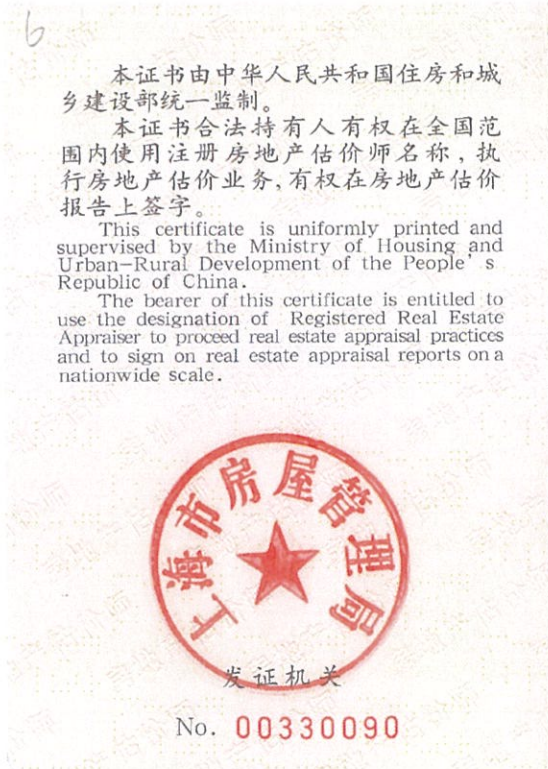 6
本证书由中华人民共和国住房和城
乡建设部统一监制。
本证书合法持有人有权在全国范
围内使用注册房地产估价师名称，执
行房地产估价业务，有权在房地产估价
报告上签字。
This certificate is uniformly printed and
supervised by the Ministry of Housing and
Urban-Rural Development of the People’s
Republic of China.
The bearer of this certificate is entitled to
use the designation of Registered Real Estate
Appraiser to proceed real estate appraisal practices
and to sign on real estate appraisal reports on a
nationwide scale.
上海市房屋管理局
发证机关
No. 00330090